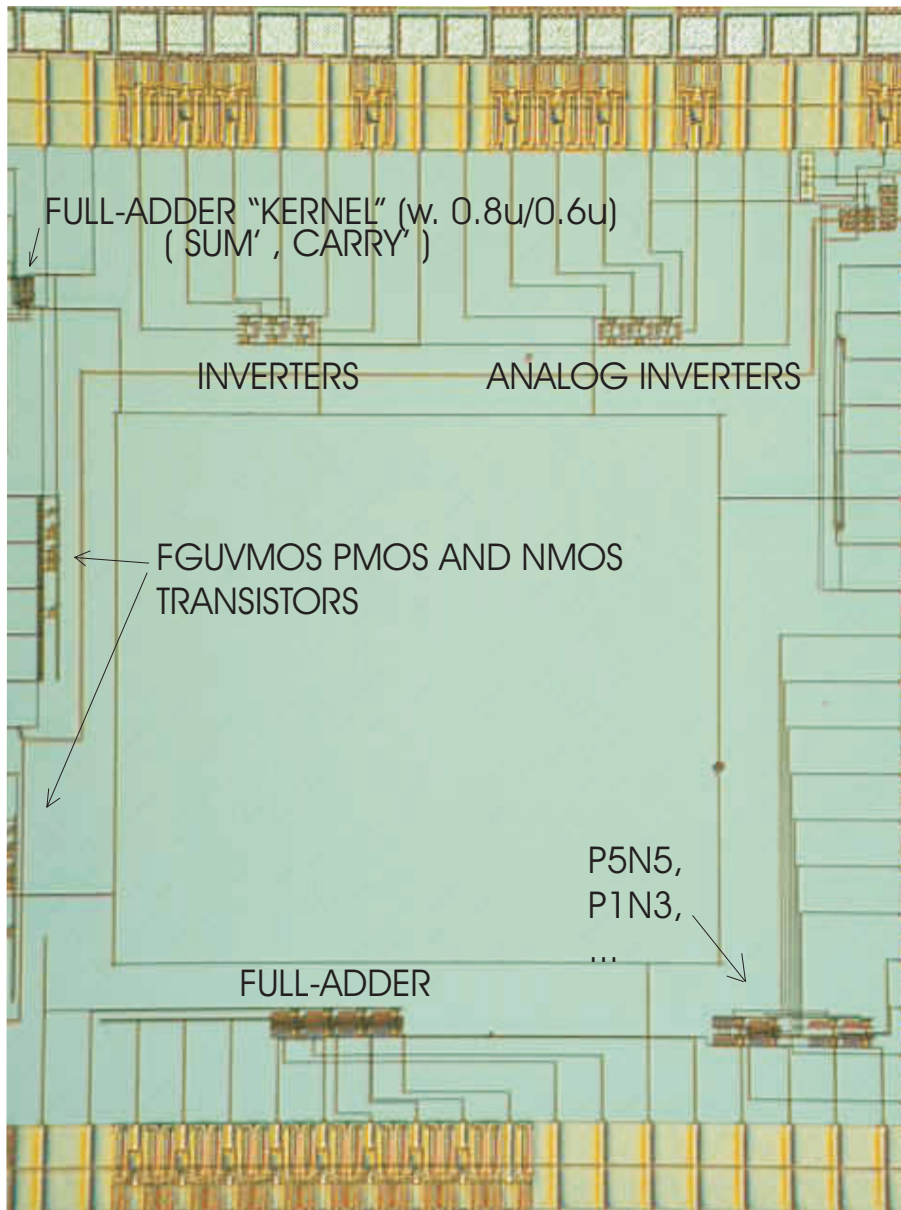 FULL-ADDER “KERNEL” (w. 0.8u/0.6u)
( SUM’ , CARRY’ )
INVERTERS
ANALOG INVERTERS
FGUVMOS PMOS AND NMOS
TRANSISTORS
P5N5,
P1N3,
...
FULL-ADDER